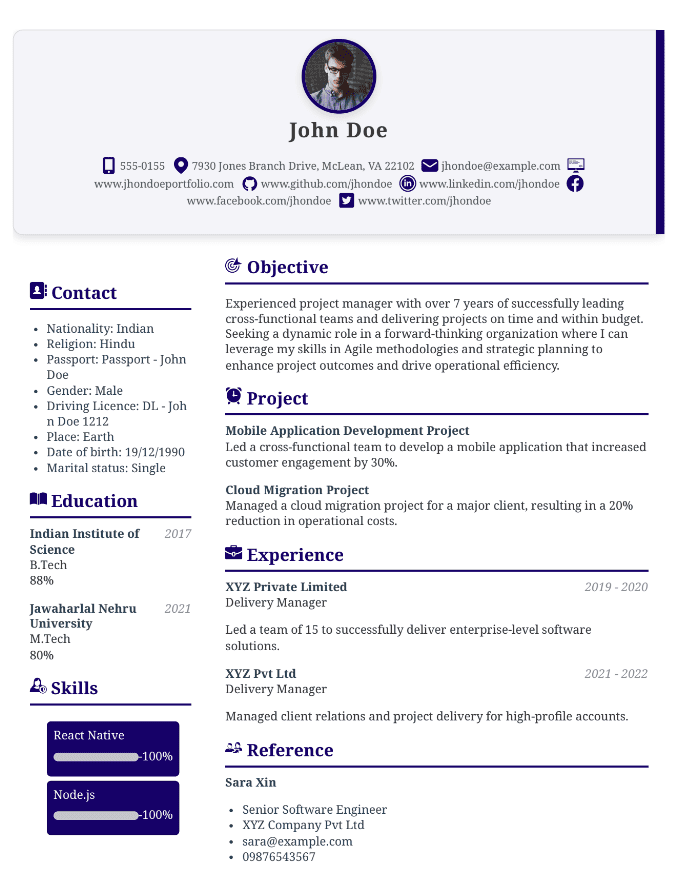 John Doe
555-0155 7930 Jones Branch Drive, McLean, VA 22102 jhondoe@example.com
www.jhondoeportfolio.com www.github.com/jhondoe www.linkedin.com/jhondoe
www.facebook.com/jhondoe www.twitter.com/jhondoe
Contact
• Nationality: Indian
• Religion: Hindu
• Passport: Passport - John
Doe
• Gender: Male
• Driving Licence: DL - Joh
n Doe 1212
• Place: Earth
• Date of birth: 19/12/1990
• Marital status: Single
Education
Indian Institute of 2017
Science
B.Tech
88%
Jawaharlal Nehru 2021
University
M.Tech
80%
Skills
React Native
-100%
Node.js
-100%
Objective
Experienced project manager with over 7 years of successfully leading
cross-functional teams and delivering projects on time and within budget.
Seeking a dynamic role in a forward-thinking organization where I can
leverage my skills in Agile methodologies and strategic planning to
enhance project outcomes and drive operational efficiency.
Project
Mobile Application Development Project
Led a cross-functional team to develop a mobile application that increased
customer engagement by 30%.
Cloud Migration Project
Managed a cloud migration project for a major client, resulting in a 20%
reduction in operational costs.
Experience
XYZ Private Limited 2019 - 2020
Delivery Manager
Led a team of 15 to successfully deliver enterprise-level software
solutions.
XYZ Pvt Ltd 2021 - 2022
Delivery Manager
Managed client relations and project delivery for high-profile accounts.
Reference
Sara Xin
• Senior Software Engineer
• XYZ Company Pvt Ltd
• sara@example.com
• 09876543567